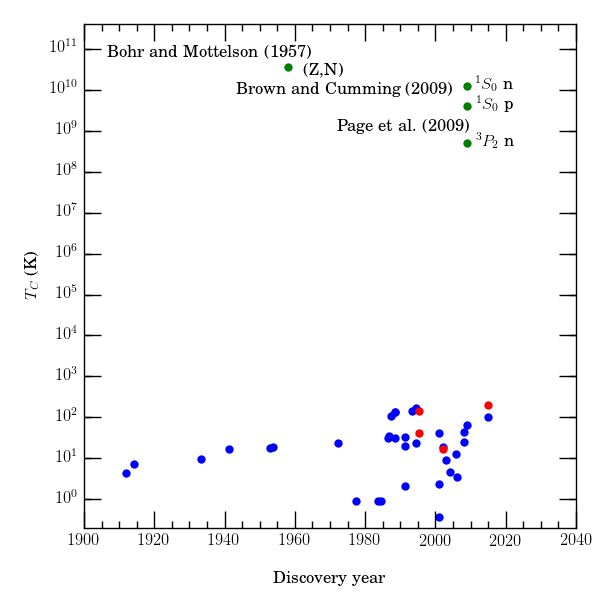 10¹¹
Bohr and Mottelson (1957)
(Z,N)
10¹⁰
Brown and Cumming (2009)
¹S₀ n
¹S₀ p
10⁹
Page et al. (2009)
³P₂ n
10⁸
10⁷
10⁶
10⁵
10⁴
10³
10²
10¹
10⁰
T_C (K)
1900 1920 1940 1960 1980 2000 2020 2040
Discovery year